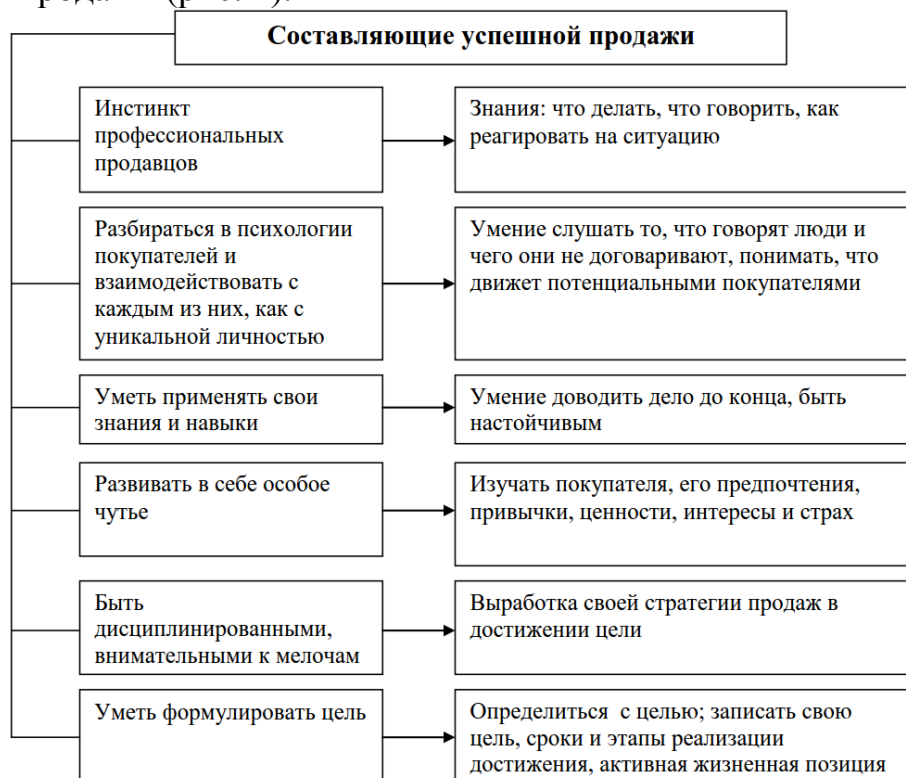 Составляющие успешной продажи
Инстинкт
профессиональных
продавцов
Знания: что делать, что говорить, как
реагировать на ситуацию
Разбираться в психологии
покупателей и
взаимодействовать с
каждым из них, как с
уникальной личностью
Умение слушать то, что говорят люди и
чего они не договаривают, понимать, что
движет потенциальными покупателями
Уметь применять свои
знания и навыки
Умение доводить дело до конца, быть
настойчивым
Развивать в себе особое
чутье
Изучать покупателя, его предпочтения,
привычки, ценности, интересы и страх
Быть
дисциплинированными,
внимательными к мелочам
Выработка своей стратегии продаж в
достижении цели
Уметь формулировать цель
Определиться с целью; записать свою
цель, сроки и этапы реализации
достижения, активная жизненная позиция